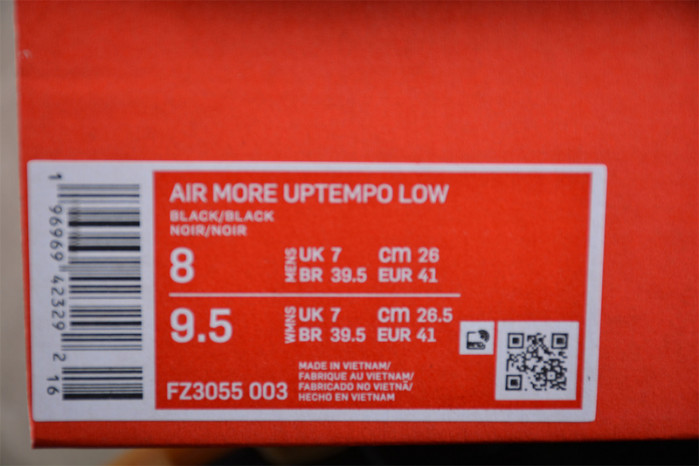 AIR MORE UPTEMPO LOW
BLACK/BLACK
NOIR/NOIR
8
MENS
UK 7 cm 26
BR 39.5 EUR 41
9.5
WMNS
UK 7 cm 26.5
BR 39.5 EUR 41
FZ3055 003
MADE IN VIETNAM/
FABRIQUE AU VIETNAM/
FABRICADO NO VIETNÃ/
HECHO EN VIETNAM
1 96969 42329 2 16